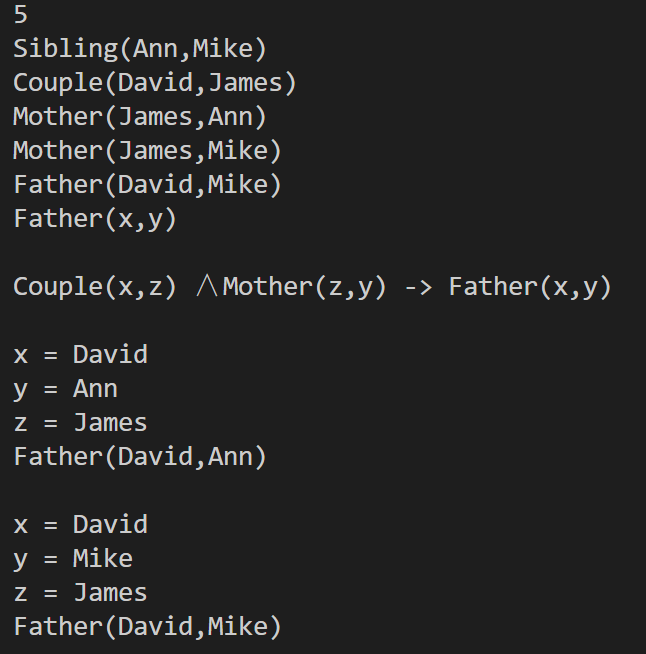 5
Sibling(Ann,Mike)
Couple(David,James)
Mother(James,Ann)
Mother(James,Mike)
Father(David,Mike)
Father(x,y)
Couple(x,z) ∧Mother(z,y) -> Father(x,y)
x = David
y = Ann
z = James
Father(David,Ann)
x = David
y = Mike
z = James
Father(David,Mike)